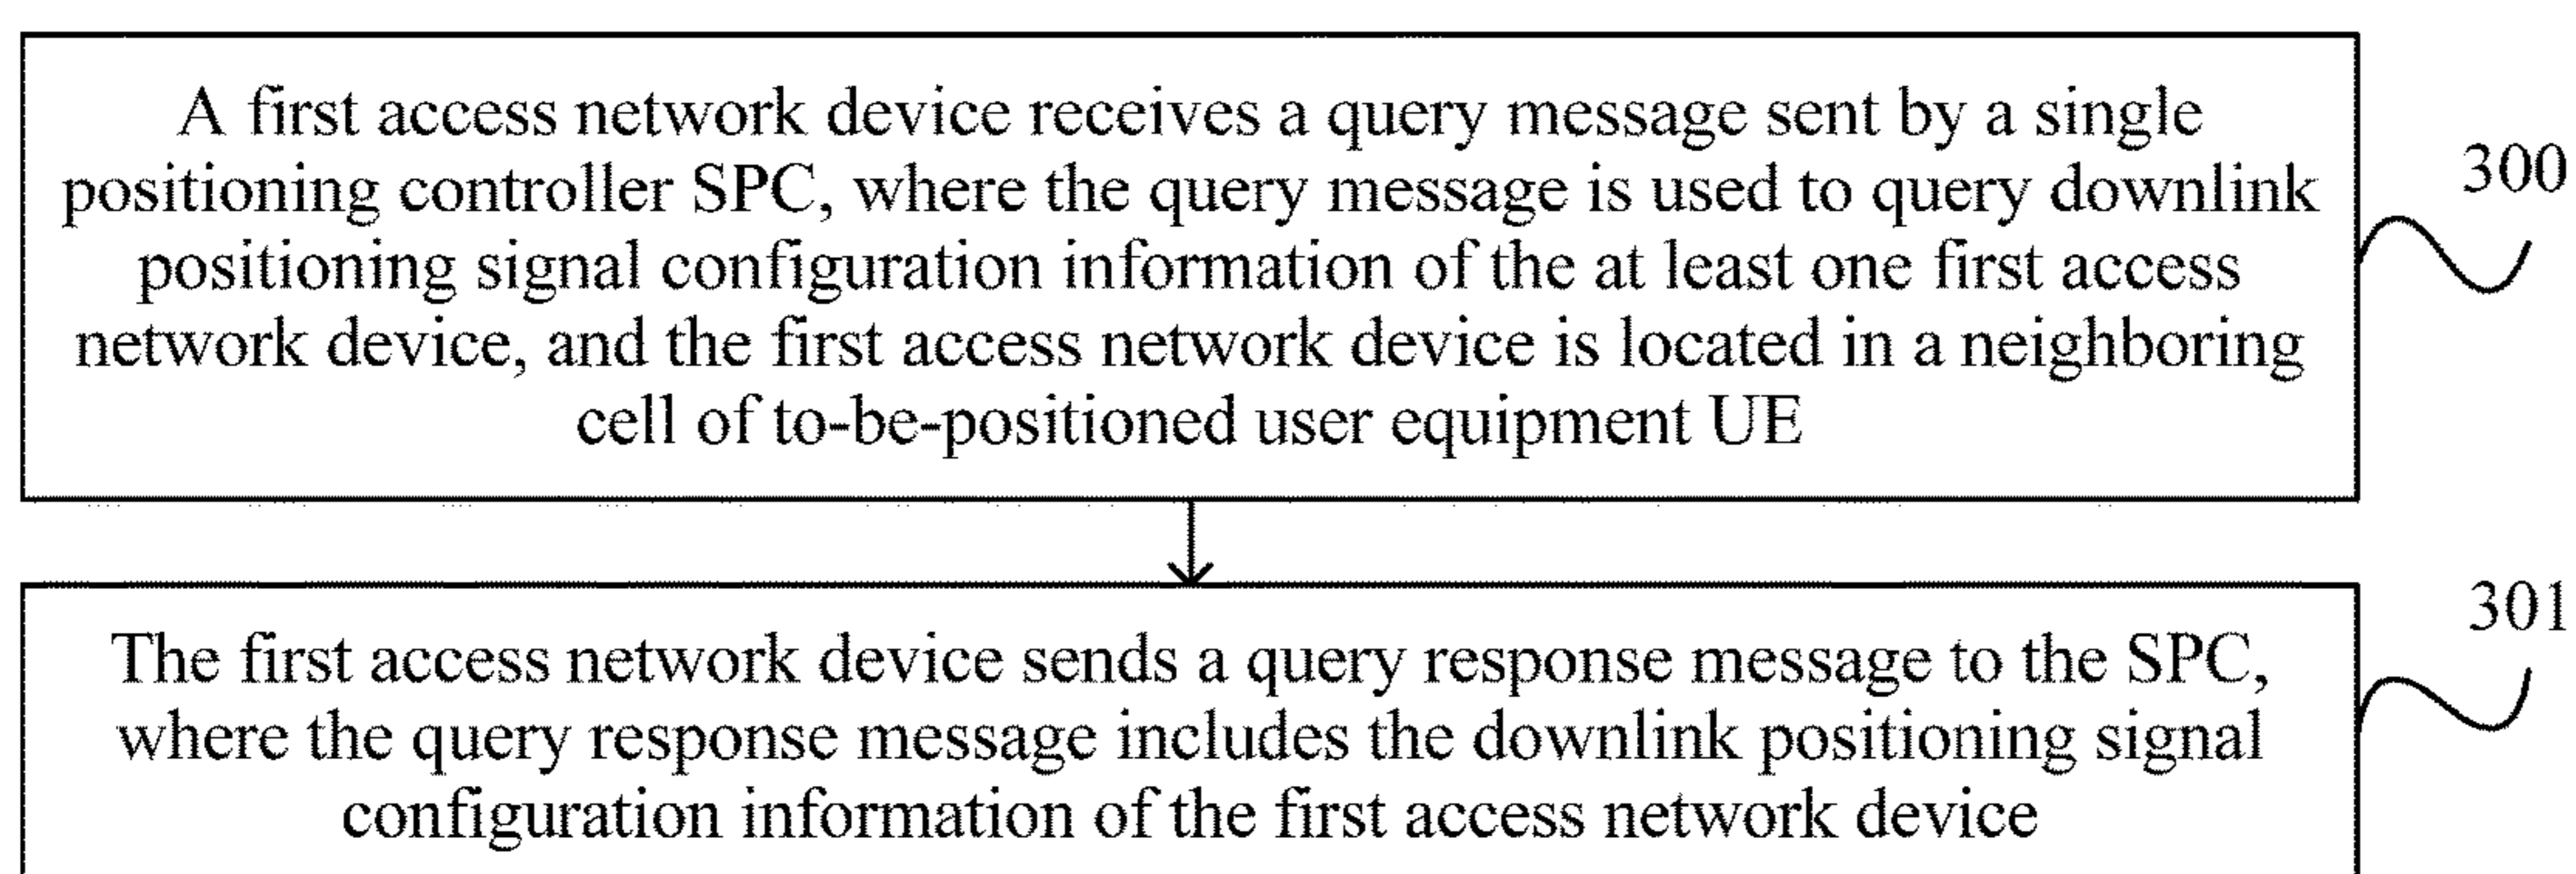 A first access network device receives a query message sent by a single
positioning controller SPC, where the query message is used to query downlink
positioning signal configuration information of the at least one first access
network device, and the first access network device is located in a neighboring
cell of to-be-positioned user equipment UE
300
The first access network device sends a query response message to the SPC,
where the query response message includes the downlink positioning signal
configuration information of the first access network device
301